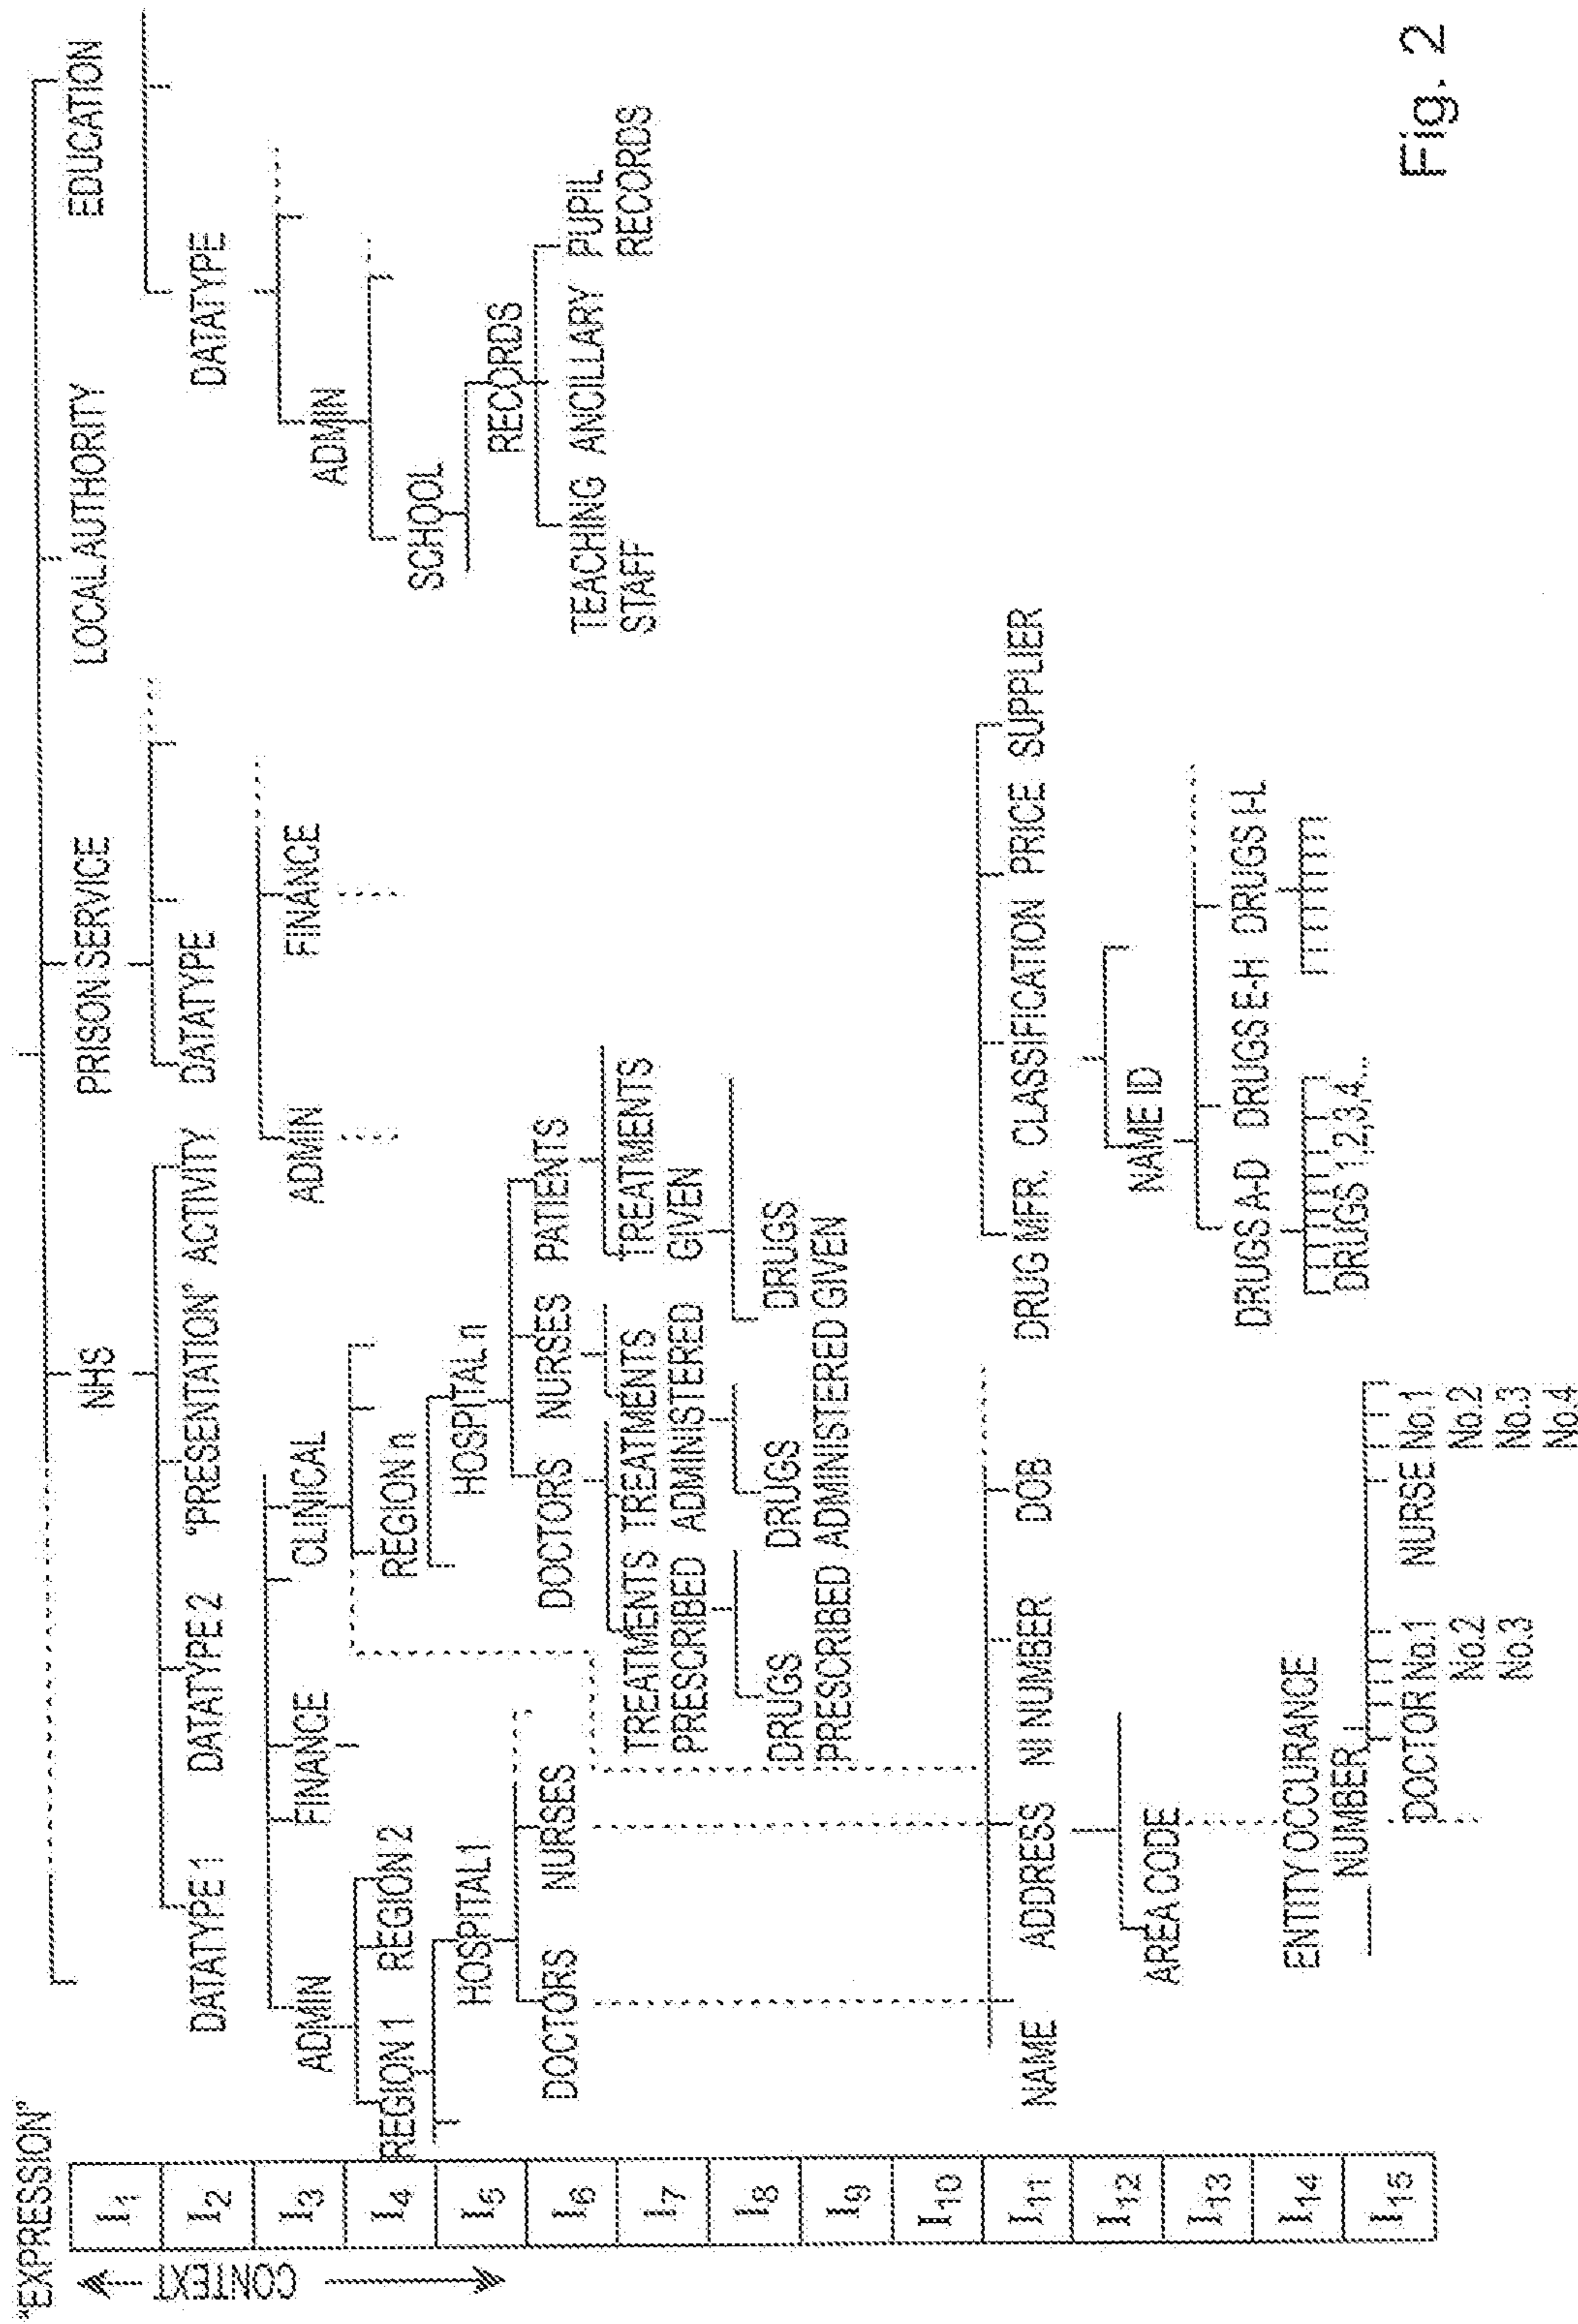 "EXPRESSION"
CONTEXT
I1
I2
I3
I4
I5
I6
I7
I8
I9
I10
I11
I12
I13
I14
I15
NHS PRISON SERVICE LOCAL AUTHORITY EDUCATION
DATATYPE 1 DATATYPE 2 "PRESENTATION" ACTIVITY DATATYPE DATATYPE
ADMIN FINANCE CLINICAL ADMIN FINANCE ADMIN
REGION 1 REGION 2 REGION n SCHOOL
HOSPITAL 1 HOSPITAL n RECORDS
DOCTORS NURSES DOCTORS NURSES PATIENTS TEACHING ANCILLARY PUPIL
STAFF RECORDS
TREATMENTS TREATMENTS TREATMENTS
PRESCRIBED ADMINISTERED GIVEN
DRUGS DRUGS DRUGS
PRESCRIBED ADMINISTERED GIVEN
NAME ADDRESS NI NUMBER DOB DRUG MFR. CLASSIFICATION PRICE SUPPLIER
AREA CODE NAME ID
DRUGS A-D DRUGS E-H DRUGS I-L
ENTITY OCCURANCE
NUMBER DRUGS 1,2,3,4...
DOCTOR No.1 NURSE No.1
No.2 No.2
No.3 No.3
No.4
Fig. 2